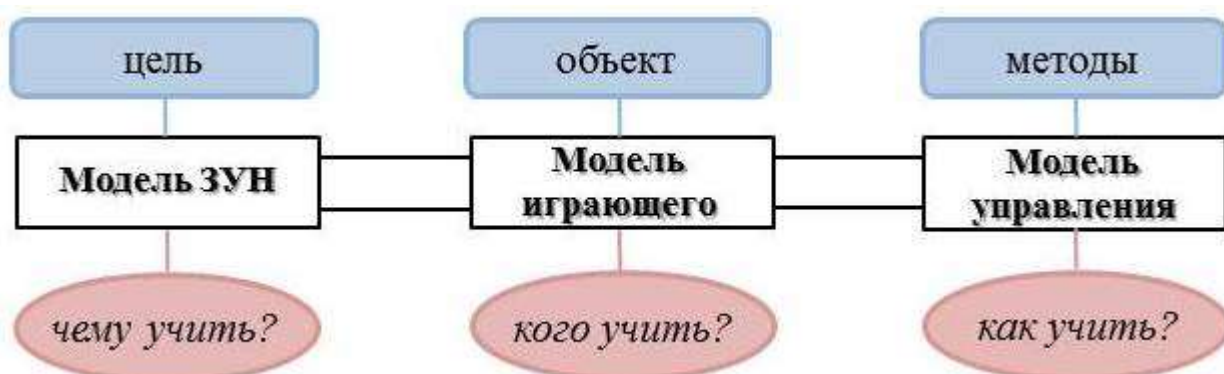 цель
объект
методы
Модель ЗУН
Модель
играющего
Модель
управления
чему учить?
кого учить?
как учить?